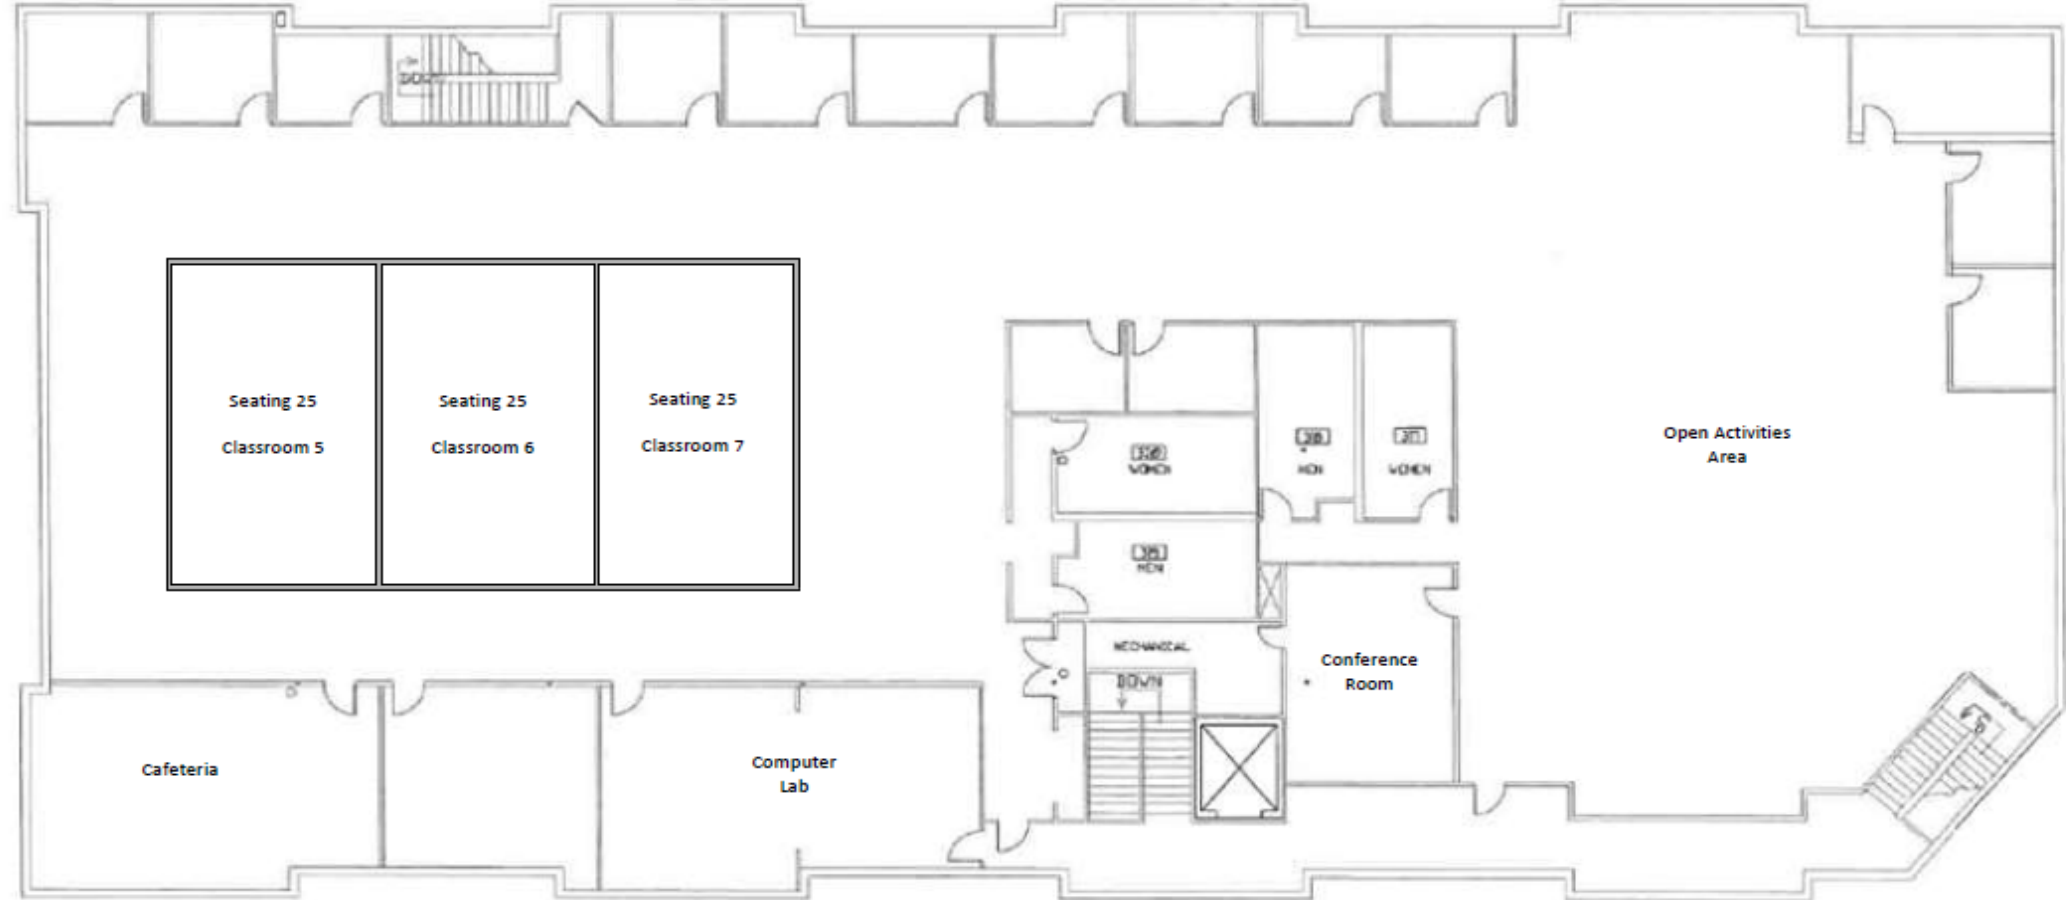 DOWN
Seating 25
Classroom 5
Seating 25
Classroom 6
Seating 25
Classroom 7
WOMEN
MEN
WOMEN
MEN
Open Activities
Area
MECHANICAL
DOWN
Conference
Room
Cafeteria
Computer
Lab